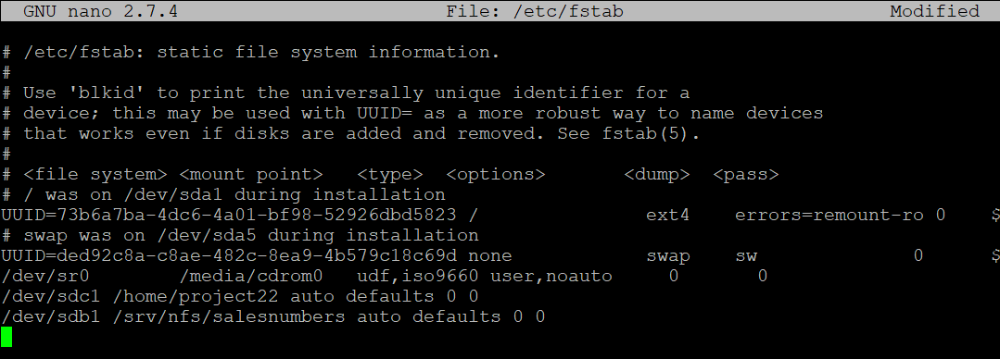 GNU nano 2.7.4 File: /etc/fstab Modified
# /etc/fstab: static file system information.
#
# Use 'blkid' to print the universally unique identifier for a
# device; this may be used with UUID= as a more robust way to name devices
# that works even if disks are added and removed. See fstab(5).
#
# <file system> <mount point>   <type>  <options>       <dump>  <pass>
# / was on /dev/sda1 during installation
UUID=73b6a7ba-4dc6-4a01-bf98-52926dbd5823 /               ext4    errors=remount-ro 0    $
# swap was on /dev/sda5 during installation
UUID=ded92c8a-c8ae-482c-8ea9-4b579c18c69d none            swap    sw              0      $
/dev/sr0        /media/cdrom0   udf,iso9660 user,noauto     0       0
/dev/sdc1 /home/project22 auto defaults 0 0
/dev/sdb1 /srv/nfs/salesnumbers auto defaults 0 0